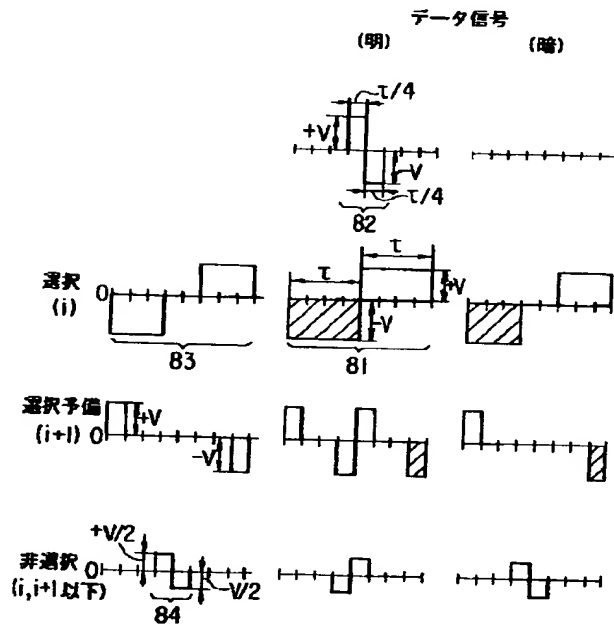 データ信号
(明)
(暗)
τ/4
+V
-V
τ/4
82
選択
(i)
0
83
τ
τ
+V
-V
81
選択予備
(i+1)
0
+V
-V
非選択
(i,i+1以下)
+V/2
0
-V/2
84